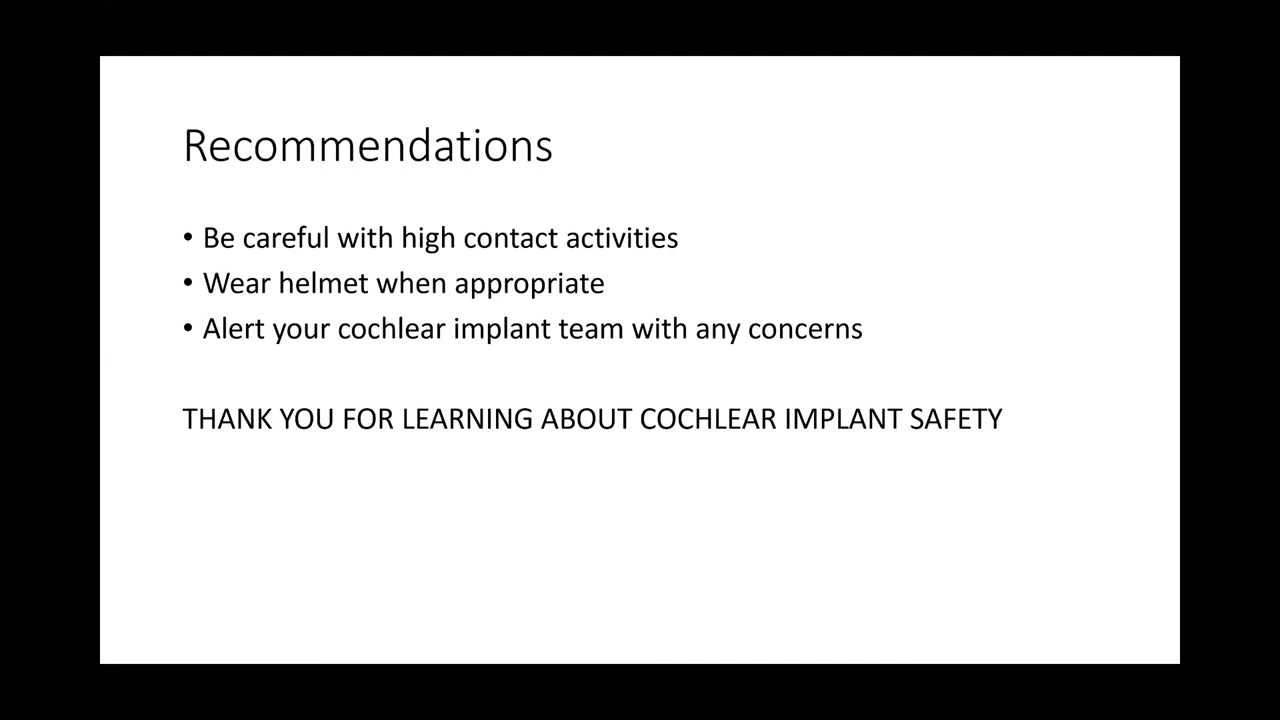 Recommendations
• Be careful with high contact activities
• Wear helmet when appropriate
• Alert your cochlear implant team with any concerns
THANK YOU FOR LEARNING ABOUT COCHLEAR IMPLANT SAFETY